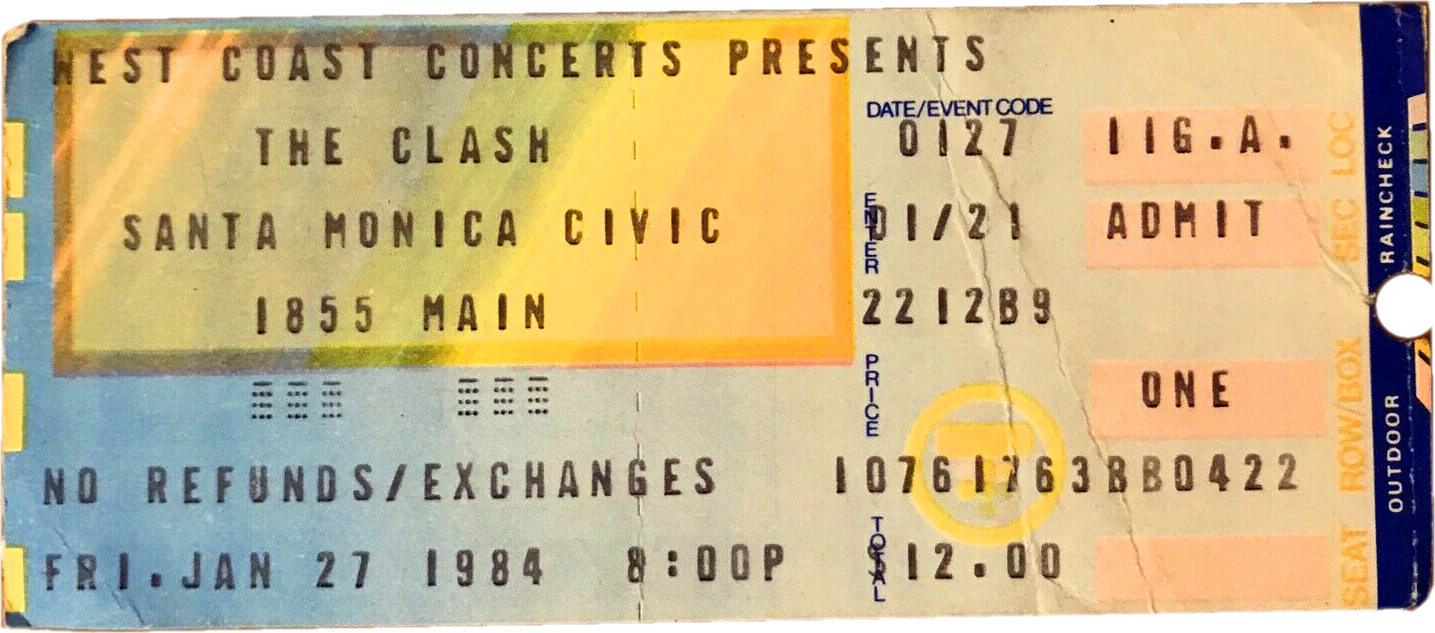 WEST COAST CONCERTS PRESENTS
DATE/EVENT CODE
THE CLASH 0127 11G.A.
SANTA MONICA CIVIC 01/21 ADMIT
ENTER
1855 MAIN 2212B9
PRICE
ONE
NO REFUNDS/EXCHANGES 10761763BB0422
TOTAL
FRI.JAN 27 1984 8:00P $12.00
SEC LOC
ROW/BOX
SEAT
RAINCHECK
OUTDOOR